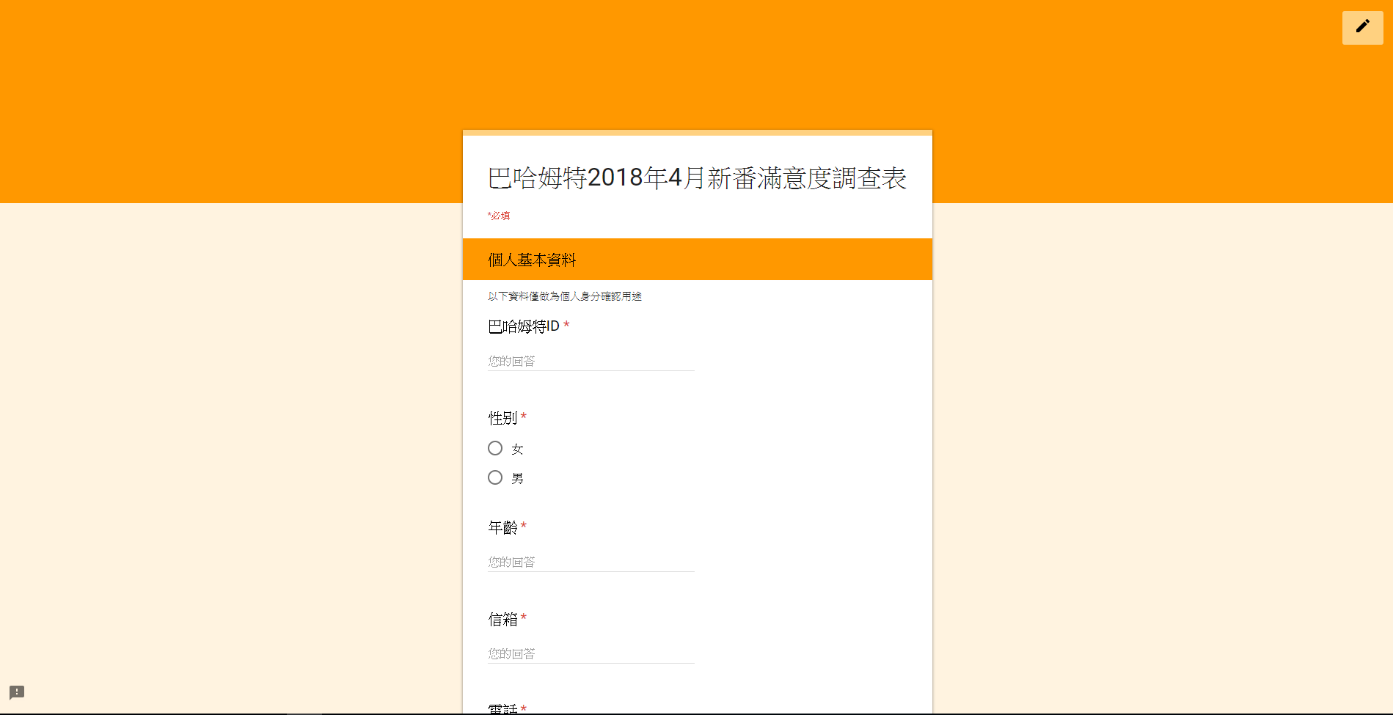 巴哈姆特2018年4月新番滿意度調查表
*必填
個人基本資料
以下資料僅做為個人身分確認用途
巴哈姆特ID *
您的回答
性別 *
女
男
年齡 *
您的回答
信箱 *
您的回答
電話 *